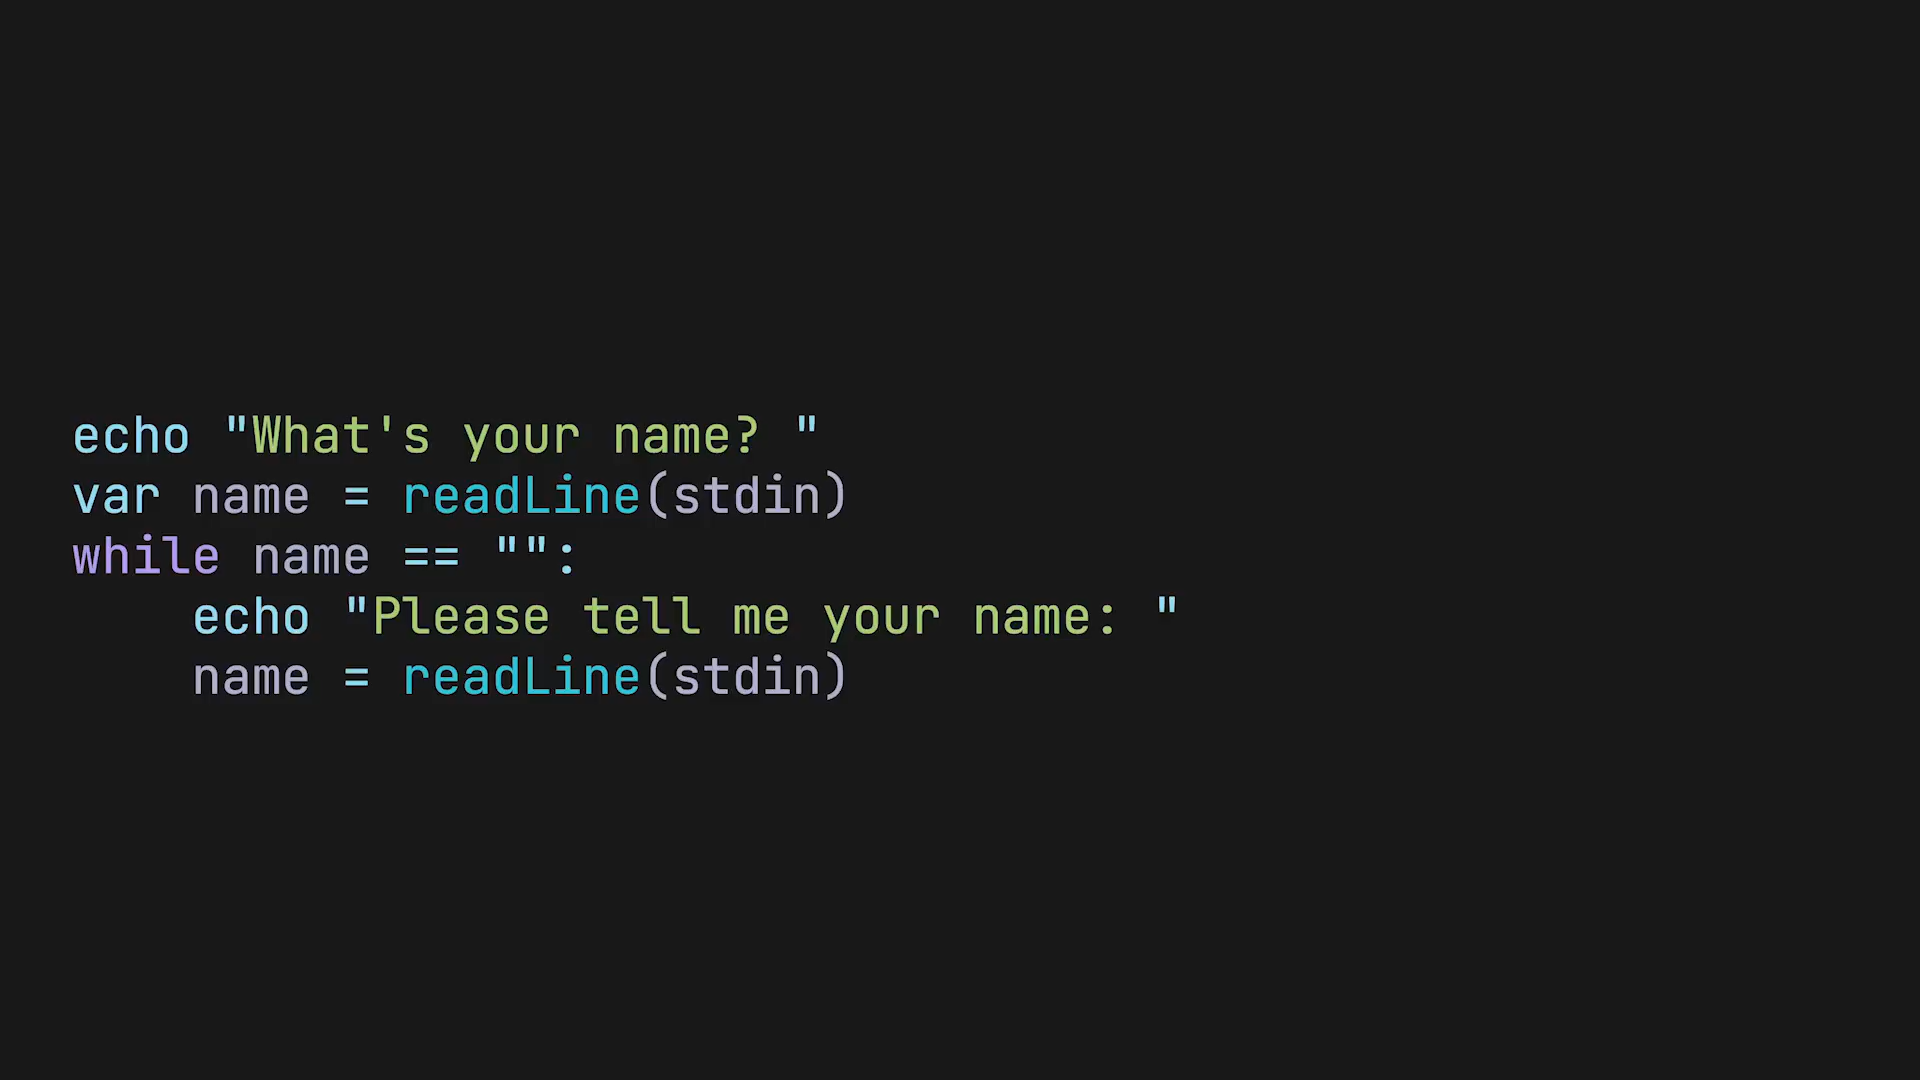 echo "What's your name? "
var name = readLine(stdin)
while name == "":
    echo "Please tell me your name: "
    name = readLine(stdin)